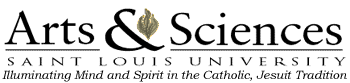 Arts & Sciences
SAINT LOUIS UNIVERSITY
Illuminating Mind and Spirit in the Catholic, Jesuit Tradition